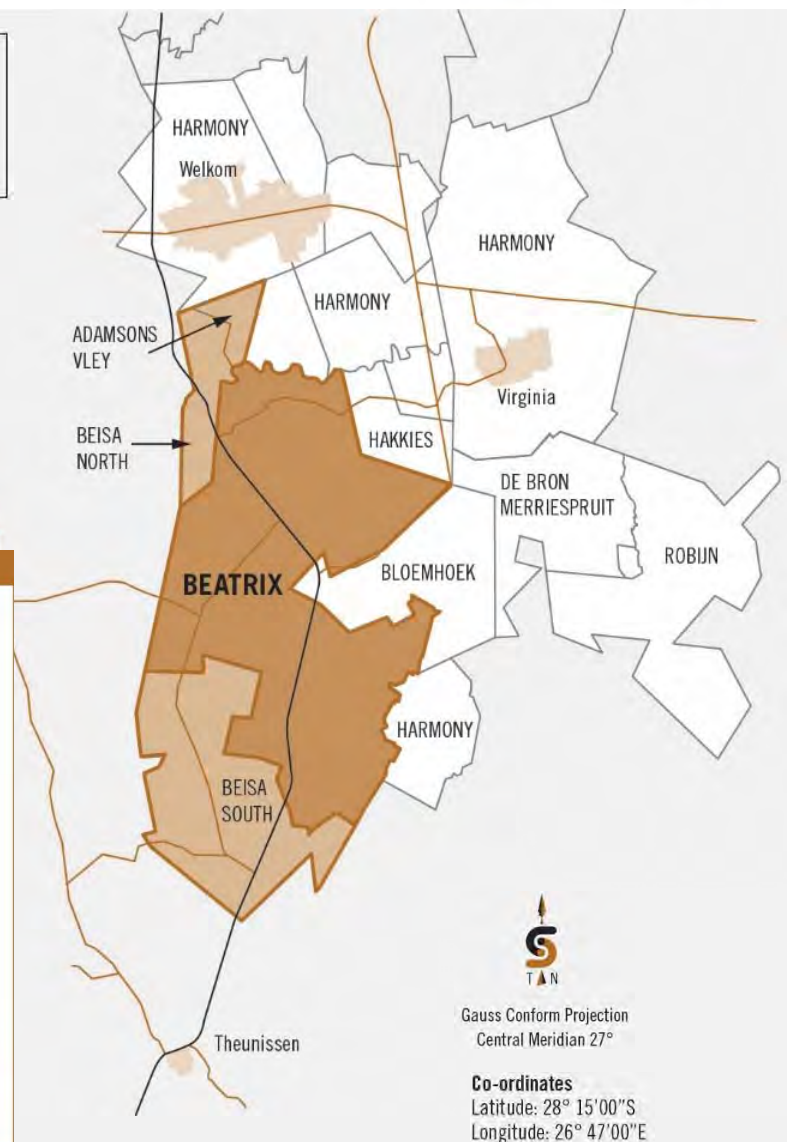 HARMONY
Welkom
HARMONY
HARMONY
ADAMSONS
VLEY
Virginia
BEISA
NORTH
HAKKIES
DE BRON
MERRIESPRUIT
ROBIJN
BLOEMHOEK
BEATRIX
HARMONY
BEISA
SOUTH
T N
Gauss Conform Projection
Central Meridian 27°
Theunissen
Co-ordinates
Latitude: 28° 15'00"S
Longitude: 26° 47'00"E